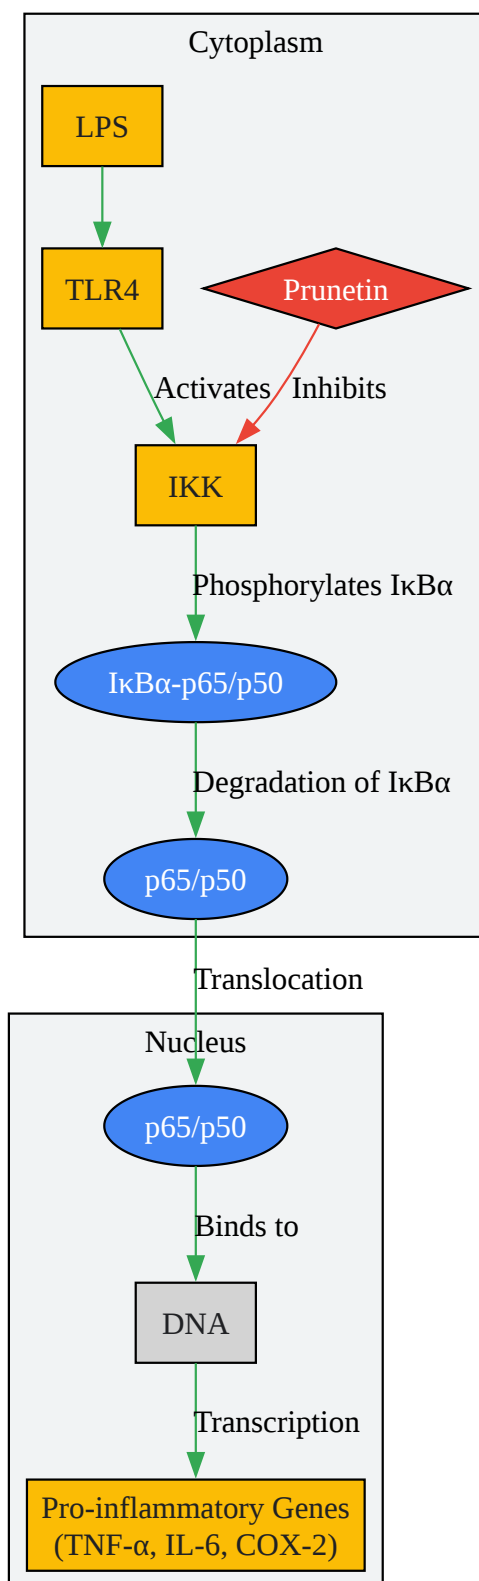 Cytoplasm
LPS
TLR4
Prunetin
Activates
Inhibits
IKK
Phosphorylates IκBα
IκBα-p65/p50
Degradation of IκBα
p65/p50
Translocation
Nucleus
p65/p50
Binds to
DNA
Transcription
Pro-inflammatory Genes
(TNF-α, IL-6, COX-2)